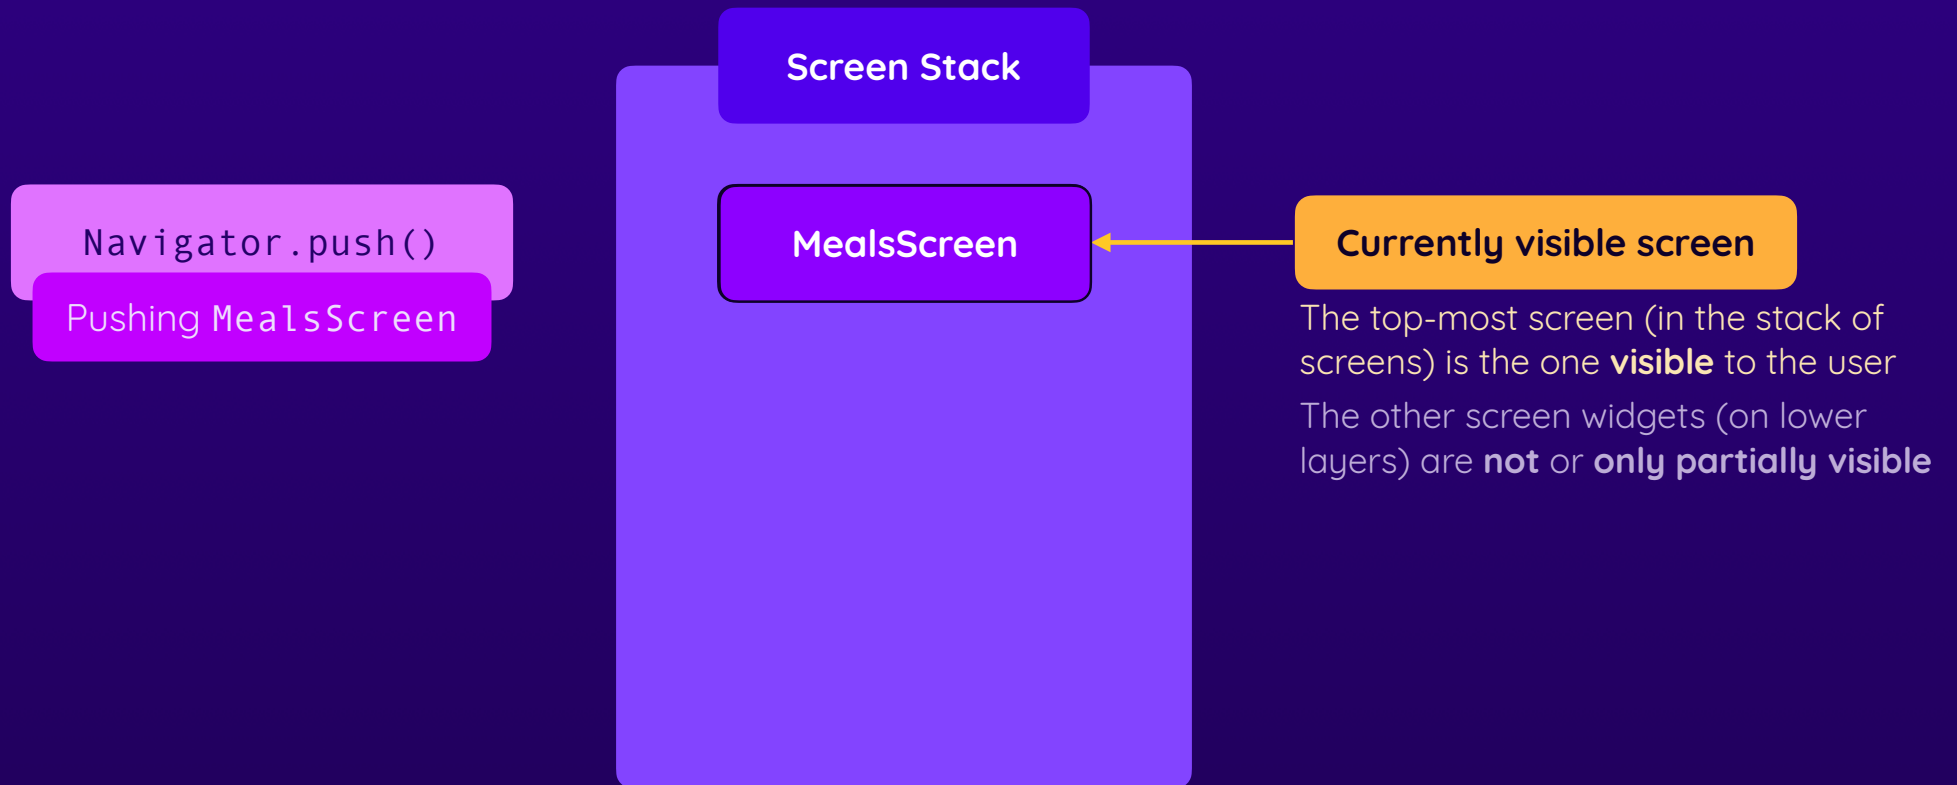 Screen Stack
Navigator.push()
Pushing MealsScreen
MealsScreen
Currently visible screen
The top-most screen (in the stack of
screens) is the one visible to the user
The other screen widgets (on lower
layers) are not or only partially visible